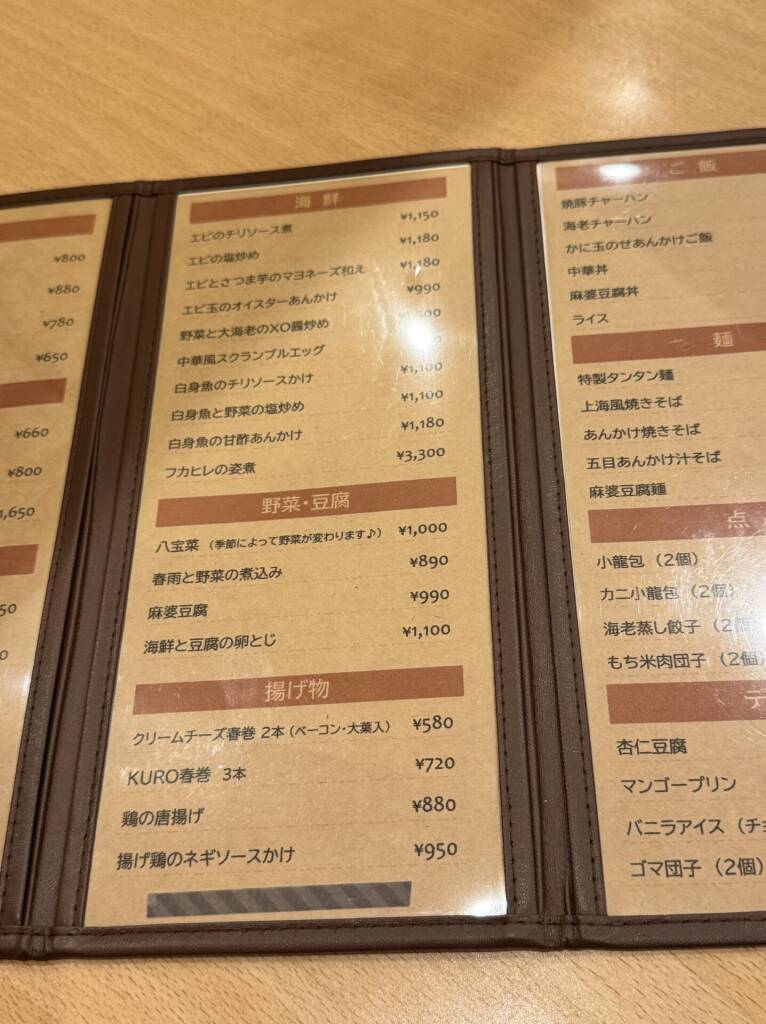 ¥800
¥880
¥780
¥650
¥660
¥800
海鮮
エビのチリソース煮 ¥1,150
エビの塩炒め ¥1,180
エビとさつま芋のマヨネーズ和え ¥1,180
エビ玉のオイスターあんかけ ¥990
野菜と大海老のXO醤炒め
中華風スクランブルエッグ
白身魚のチリソースかけ ¥1,100
白身魚と野菜の塩炒め ¥1,100
白身魚の甘酢あんかけ ¥1,180
フカヒレの姿煮 ¥3,300
野菜・豆腐
八宝菜 (季節によって野菜が変わります♪) ¥1,000
春雨と野菜の煮込み ¥890
麻婆豆腐 ¥990
海鮮と豆腐の卵とじ ¥1,100
揚げ物
クリームチーズ春巻 2本 (ベーコン・大葉入) ¥580
KURO春巻 3本 ¥720
鶏の唐揚げ ¥880
揚げ鶏のネギソースかけ ¥950
ご飯
焼豚チャーハン
海老チャーハン
かに玉のせあんかけご飯
中華丼
麻婆豆腐丼
ライス
麺
特製タンタン麺
上海風焼きそば
あんかけ焼きそば
五目あんかけ汁そば
麻婆豆腐麺
点
小龍包 (2個)
カニ小龍包 (2個)
海老蒸し餃子 (2個
もち米肉団子 (2個)
デ
杏仁豆腐
マンゴープリン
バニラアイス (チョ
ゴマ団子 (2個)